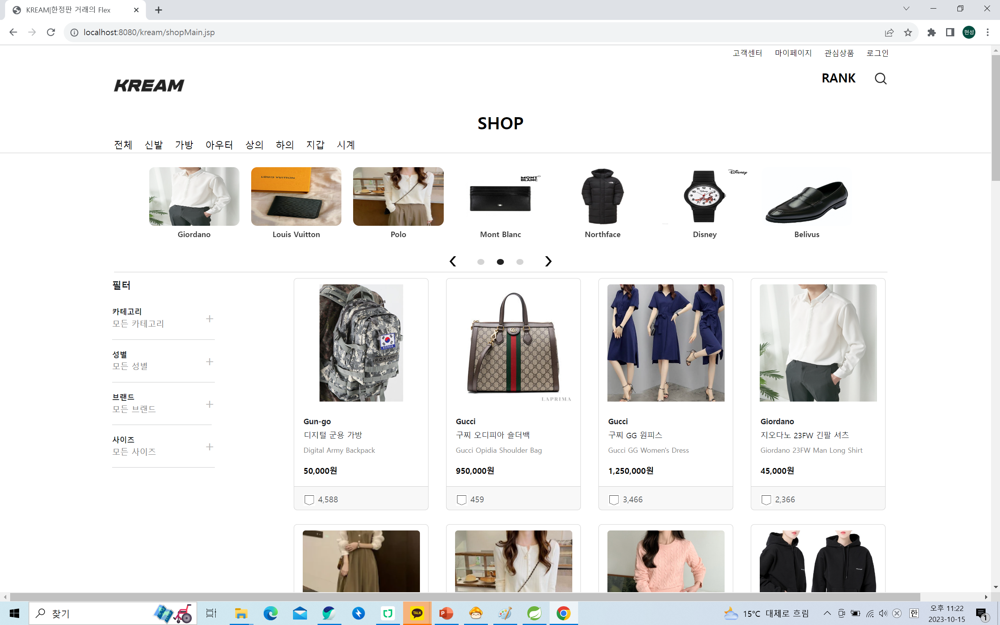 KREAM|한정판 거래의 Flex
localhost:8080/kream/shopMain.jsp
현성
고객센터 마이페이지 관심상품 로그인
KREAM
RANK
SHOP
전체 신발 가방 아우터 상의 하의 지갑 시계
LOUIS VUITTON
MONT BLANC
Disney
Giordano Louis Vuitton Polo Mont Blanc Northface Disney Belivus
필터
카테고리
모든 카테고리
성별
모든 성별
브랜드
모든 브랜드
사이즈
모든 사이즈
KOREA
R.O.K ARMY
Gun-go
디지털 군용 가방
Digital Army Backpack
50,000원
4,588
LAPRIMA
Gucci
구찌 오디피아 숄더백
Gucci Opidia Shoulder Bag
950,000원
459
Gucci
구찌 GG 원피스
Gucci GG Women's Dress
1,250,000원
3,466
Giordano
지오다노 23FW 긴팔 셔츠
Giordano 23FW Man Long Shirt
45,000원
2,366
찾기
TALK
P
15℃ 대체로 흐림
한
오후 11:22
2023-10-15
1